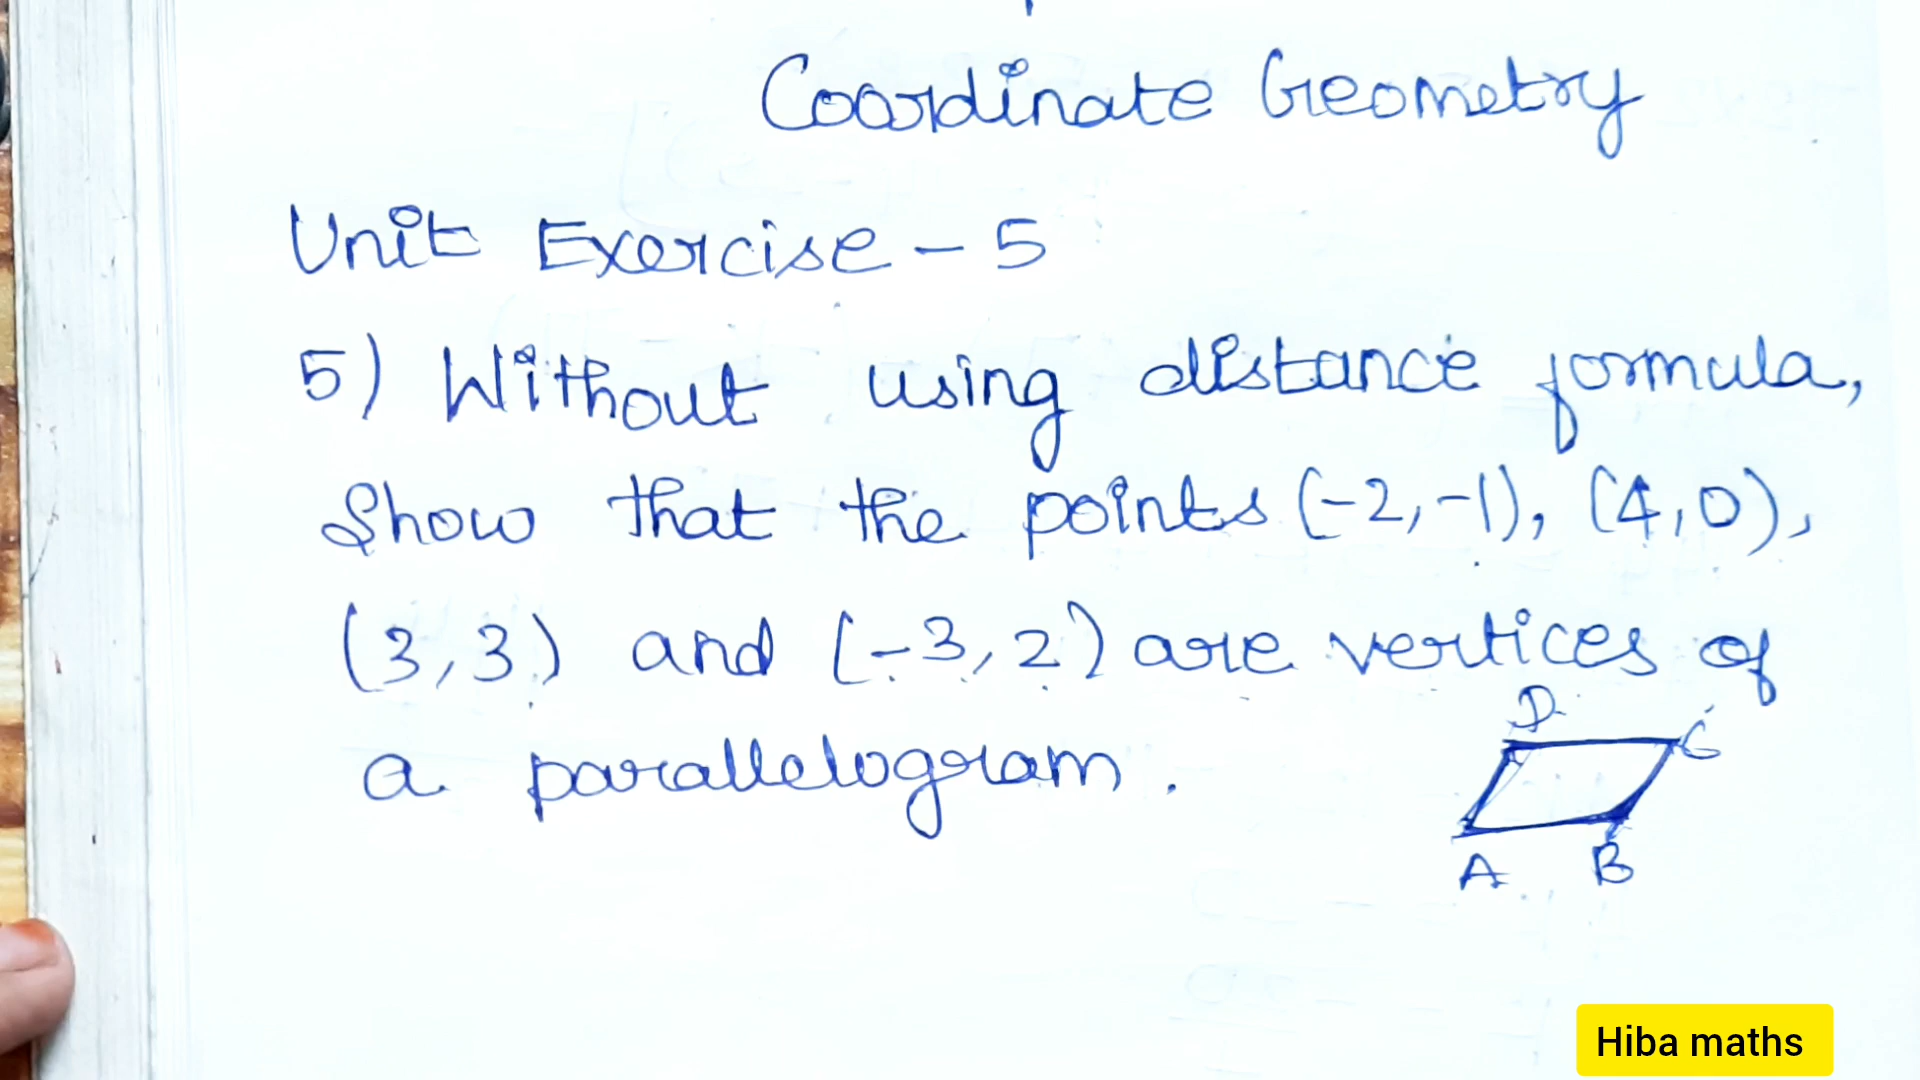 Coordinate Geometry
Unit Exercise - 5
5) Without using distance formula,
Show that the points (-2,-1), (4,0),
(3,3) and (-3,2) are vertices of
a parallelogram.
D C
A B
Hiba maths